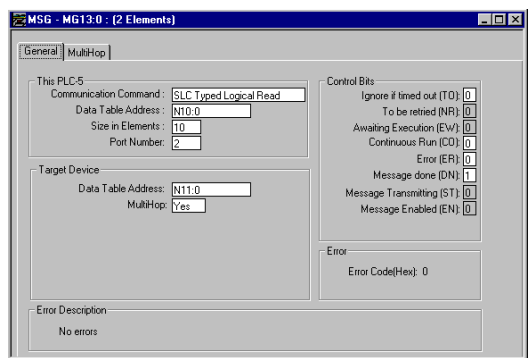 MSG - MG13:0 : (2 Elements)
General MultiHop
This PLC-5
Communication Command : SLC Typed Logical Read
Data Table Address : N10:0
Size in Elements : 10
Port Number: 2
Target Device
Data Table Address: N11:0
MultiHop: Yes
Control Bits
Ignore if timed out (TO): 0
To be retried (NR): 0
Awaiting Execution (EW): 0
Continuous Run (CO): 0
Error (ER): 0
Message done (DN): 1
Message Transmitting (ST): 0
Message Enabled (EN): 0
Error
Error Code(Hex): 0
Error Description
No errors